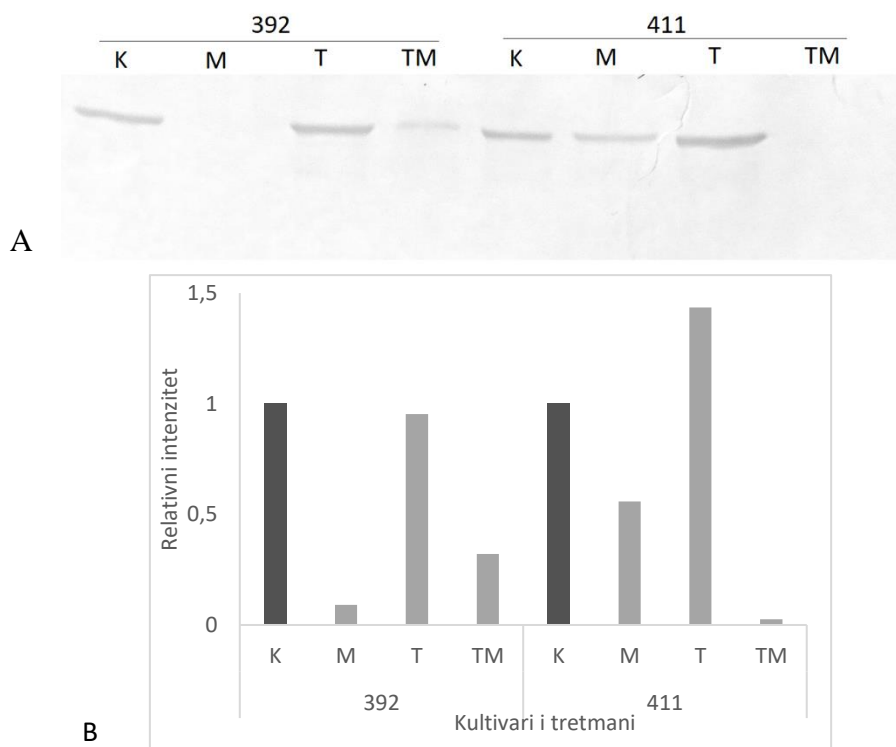 392 411
K M T TM K M T TM
A
1,5
1
0,5
0
Relativni intenzitet
K M T TM K M T TM
392 411
Kultivari i tretmani
B